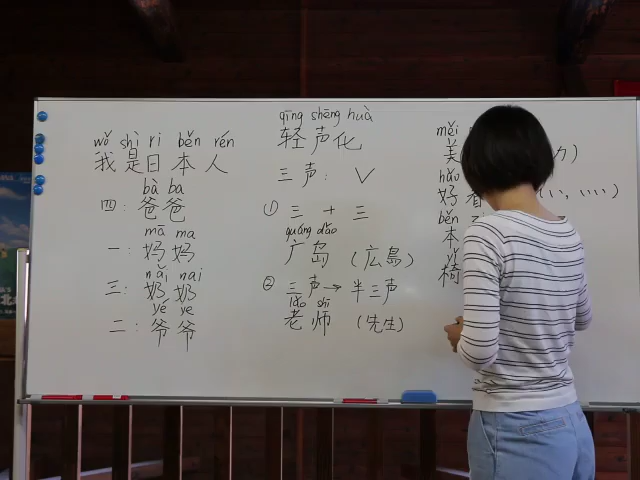 wǒ shì rì běn rén
我是日本人
bà ba
四：爸爸
mā ma
一：妈妈
nǎi nai
三：奶奶
yé ye
二：爷爷
qīng shēng huà
轻声化
三声：∨
① 三 + 三
guáng dǎo
广岛 (広島)
② 三声→半三声
lǎo shī
老师 (先生)
měi
美
hǎo
好
běn
本
yǐ
椅